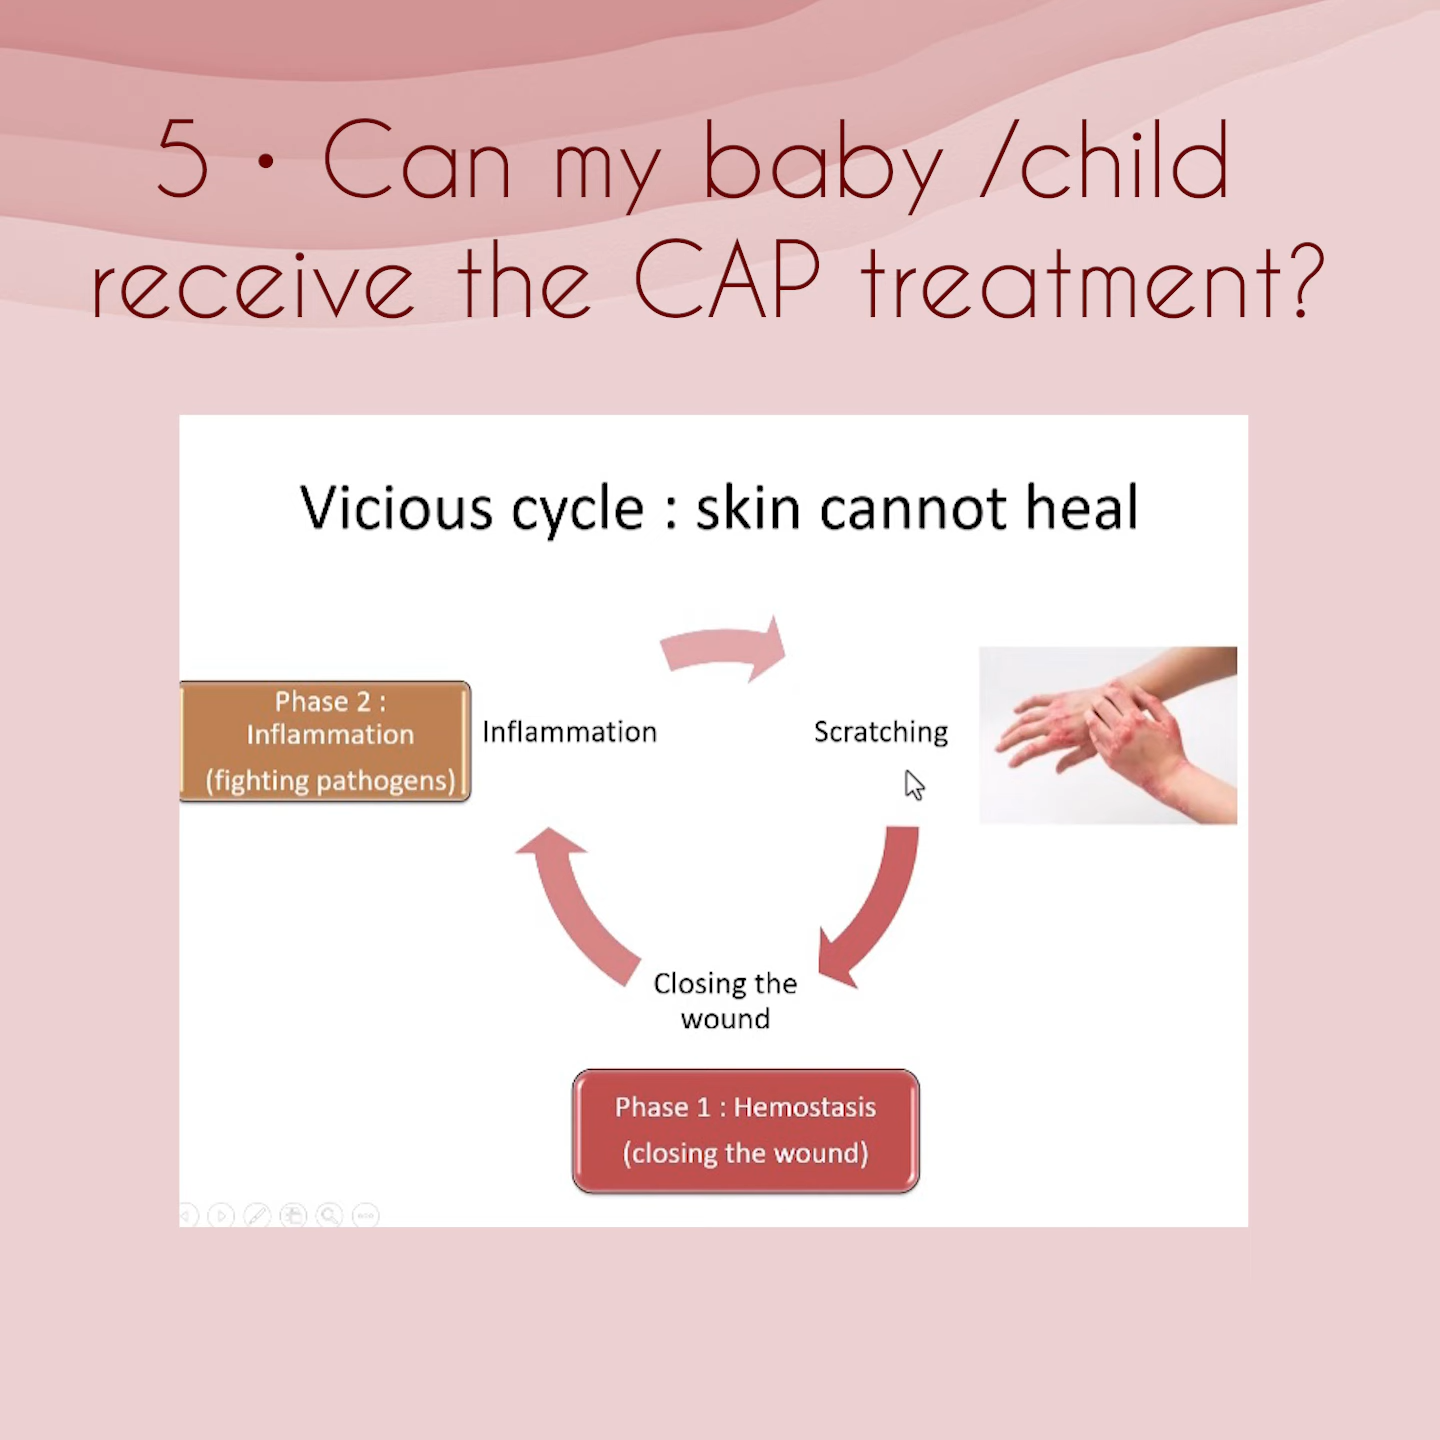 5 • Can my baby /child
receive the CAP treatment?
Vicious cycle : skin cannot heal
Phase 2 :
Inflammation
(fighting pathogens)
Inflammation
Scratching
Closing the
wound
Phase 1 : Hemostasis
(closing the wound)